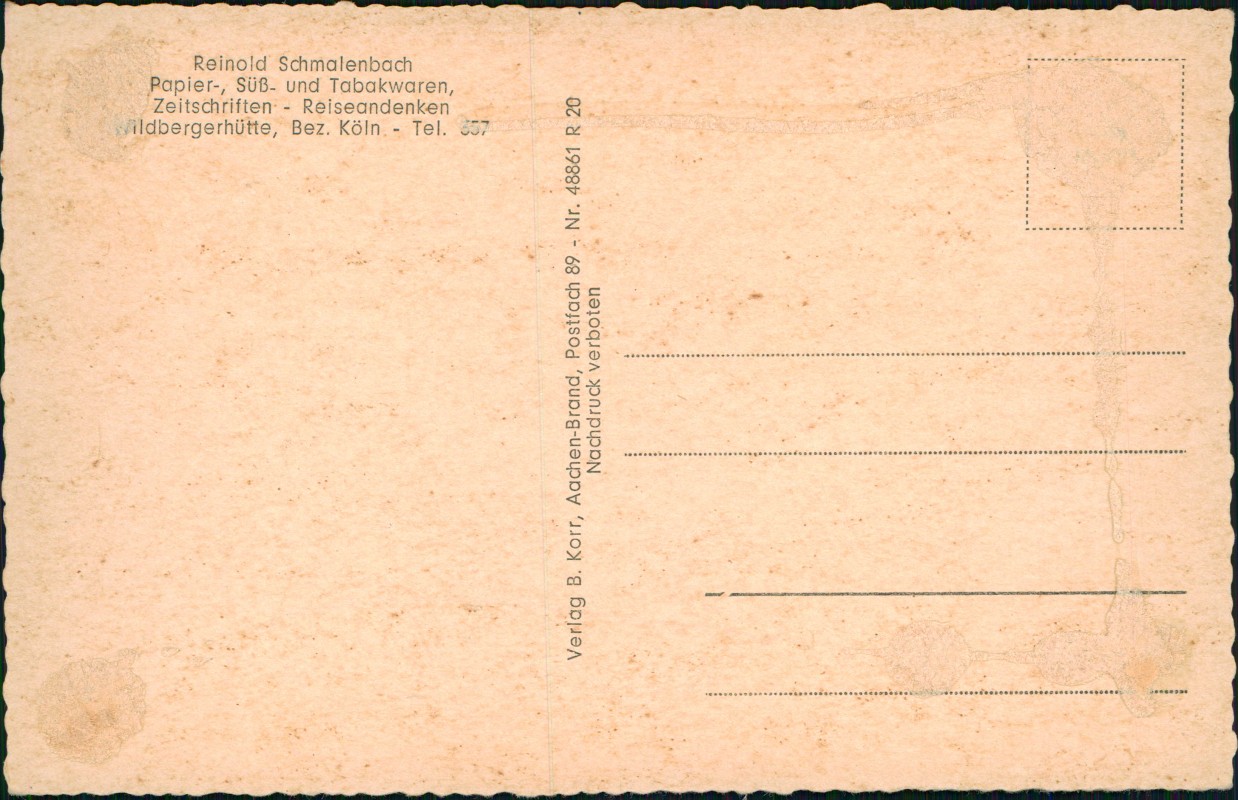 Reinold Schmalenbach
Papier-, Süß- und Tabakwaren,
Zeitschriften - Reiseandenken
Wildbergerhütte, Bez. Köln - Tel. 357
Verlag B. Korr, Aachen-Brand, Postfach 89 - Nr. 48861 R 20
Nachdruck verboten